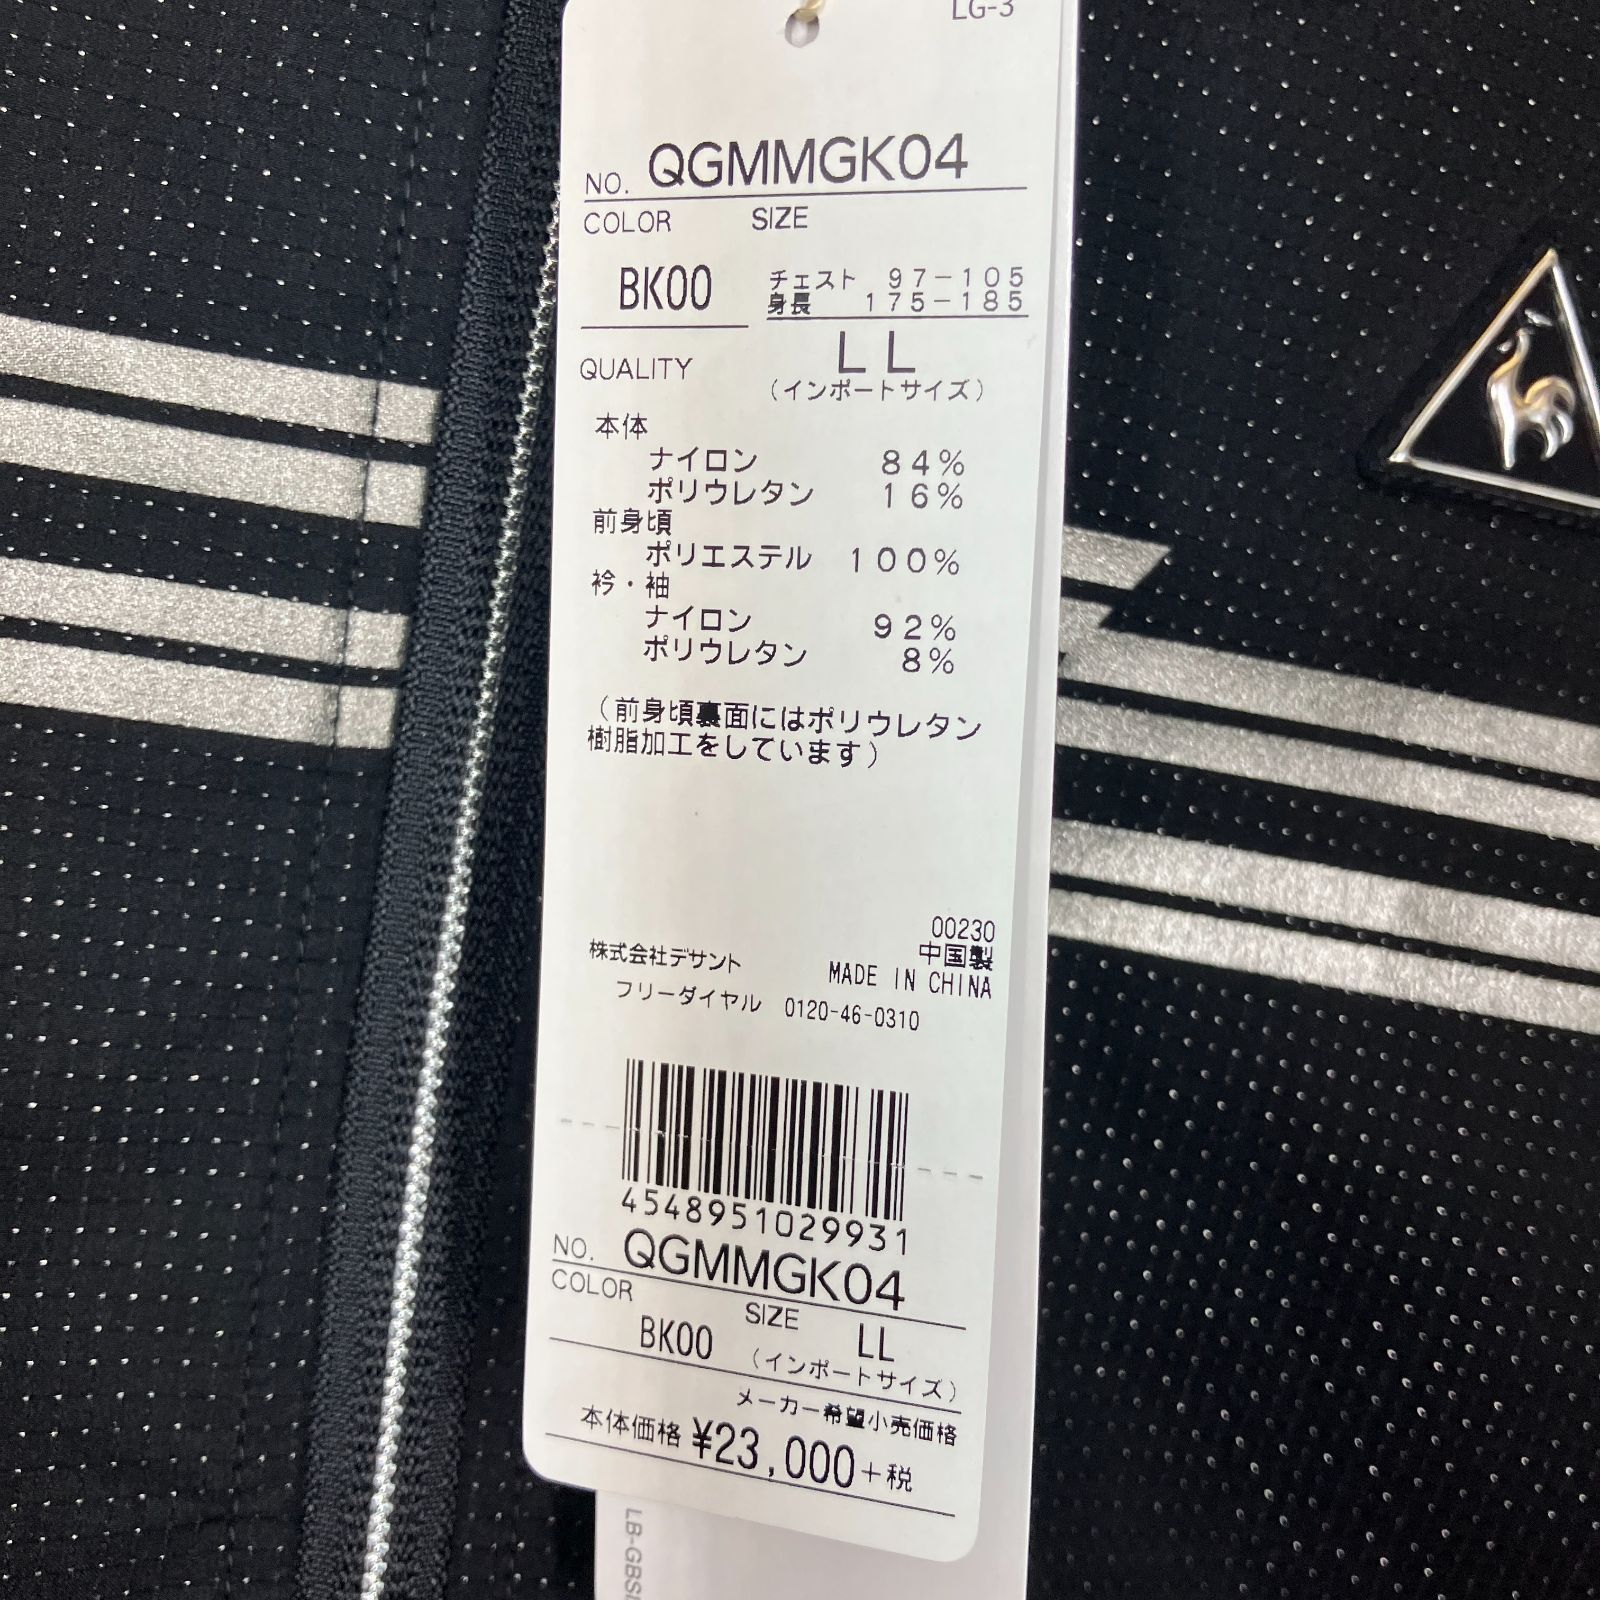 LG-3
NO. QGMMGK04
COLOR SIZE
BK00
チェスト 97-105
身長 175-185
LL
QUALITY
(インポートサイズ)
本体
ナイロン 84%
ポリウレタン 16%
前身頃
ポリエステル 100%
衿・袖
ナイロン 92%
ポリウレタン 8%
(前身頃裏面にはポリウレタン
樹脂加工をしています)
00230
中国製
株式会社デサント
MADE IN CHINA
フリーダイヤル 0120-46-0310
4548951029931
NO. QGMMGK04
COLOR SIZE
BK00 LL
(インポートサイズ)
メーカー希望小売価格
本体価格 ¥23,000+税